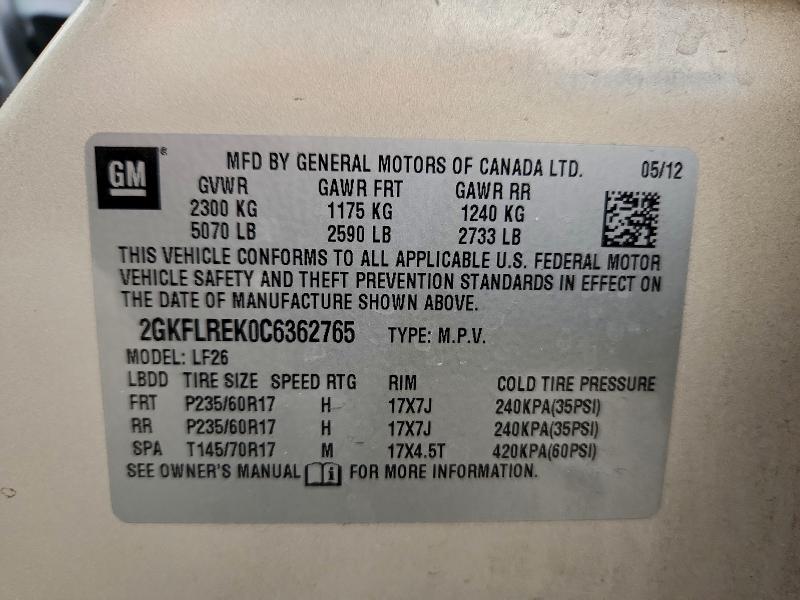 GM ® MFD BY GENERAL MOTORS OF CANADA LTD. 05/12
GVWR GAWR FRT GAWR RR
2300 KG 1175 KG 1240 KG
5070 LB 2590 LB 2733 LB
THIS VEHICLE CONFORMS TO ALL APPLICABLE U.S. FEDERAL MOTOR
VEHICLE SAFETY AND THEFT PREVENTION STANDARDS IN EFFECT ON
THE DATE OF MANUFACTURE SHOWN ABOVE.
2GKFLREK0C6362765 TYPE: M.P.V.
MODEL: LF26
LBDD TIRE SIZE SPEED RTG RIM COLD TIRE PRESSURE
FRT P235/60R17 H 17X7J 240KPA(35PSI)
RR P235/60R17 H 17X7J 240KPA(35PSI)
SPA T145/70R17 M 17X4.5T 420KPA(60PSI)
SEE OWNER'S MANUAL i FOR MORE INFORMATION.